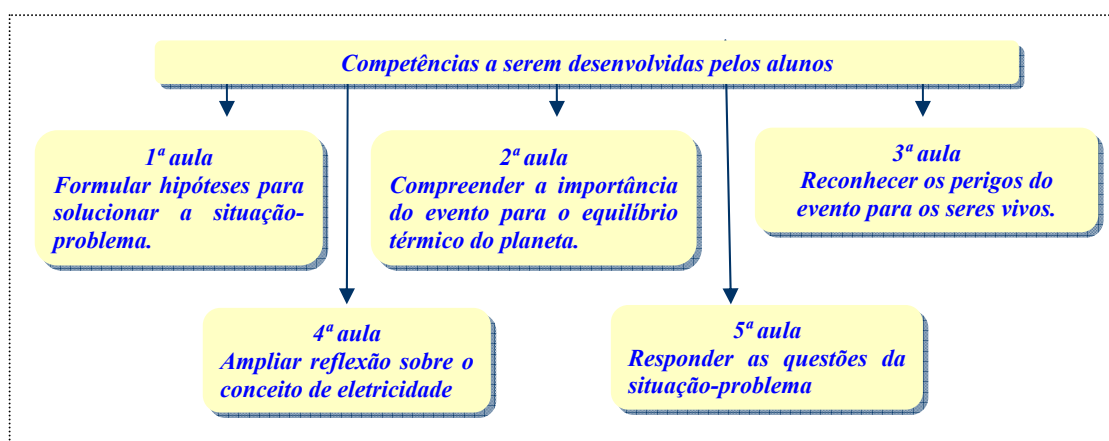 Competências a serem desenvolvidas pelos alunos
1ª aula
Formular hipóteses para
solucionar a situação-
problema.
2ª aula
Compreender a importância
do evento para o equilíbrio
térmico do planeta.
3ª aula
Reconhecer os perigos do
evento para os seres vivos.
4ª aula
Ampliar reflexão sobre o
conceito de eletricidade
5ª aula
Responder as questões da
situação-problema